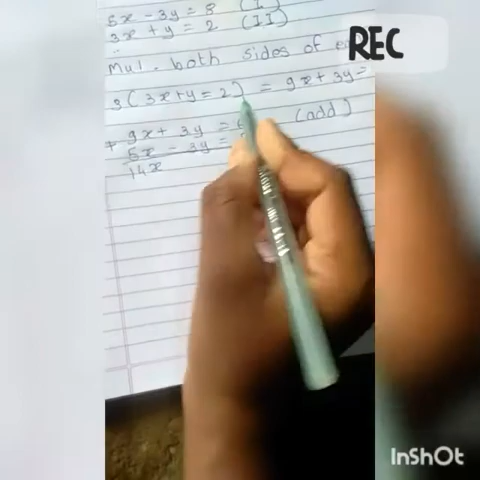 5x - 3y = 8 (I)
3x + y = 2 (II)
Mul. both sides of
REC
3(3x+y=2) = 9x + 3y =
+ 9x + 3y = (add)
5x - 3y =
14x
InShOt